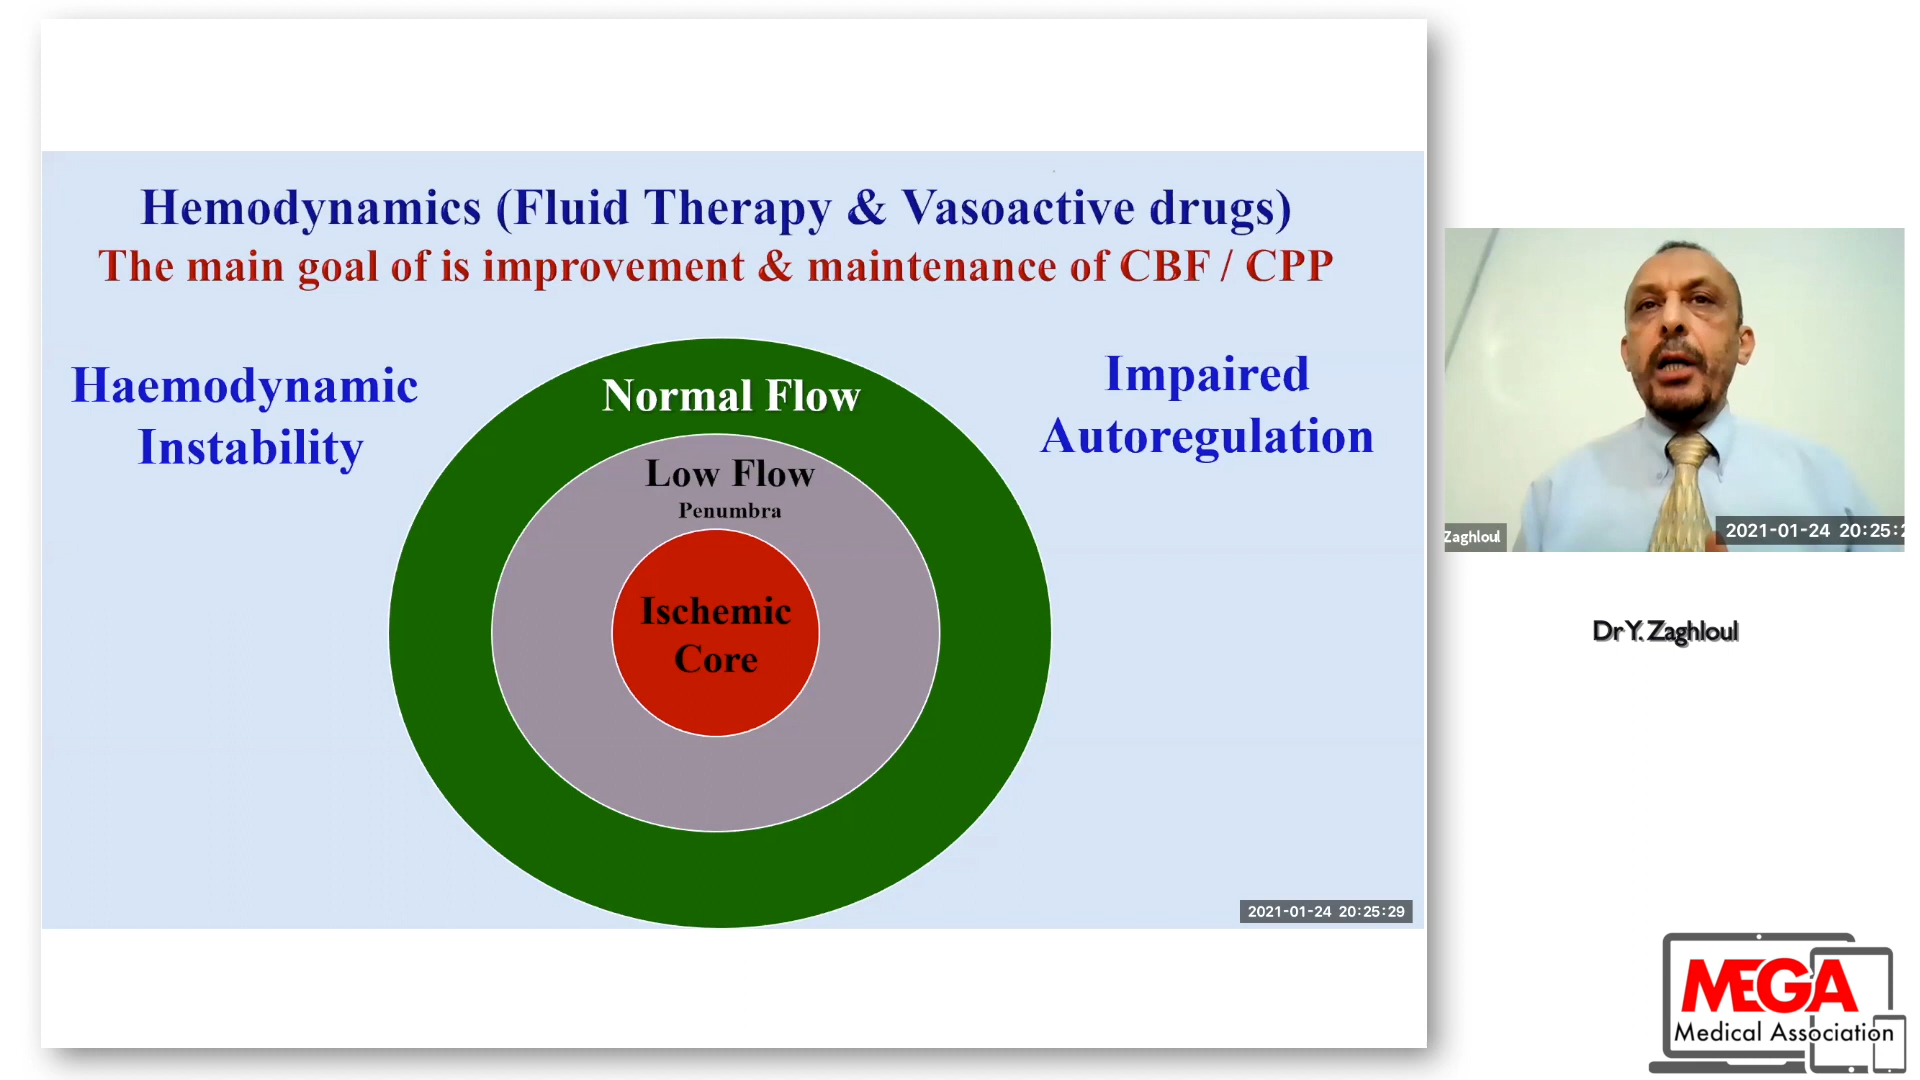 Hemodynamics (Fluid Therapy & Vasoactive drugs)
The main goal of is improvement & maintenance of CBF / CPP
Haemodynamic
Instability
Normal Flow
Low Flow
Penumbra
Ischemic
Core
Impaired
Autoregulation
2021-01-24 20:25:29
Zaghloul
2021-01-24 20:25:2
Dr Y. Zaghloul
MEGA
Medical Association